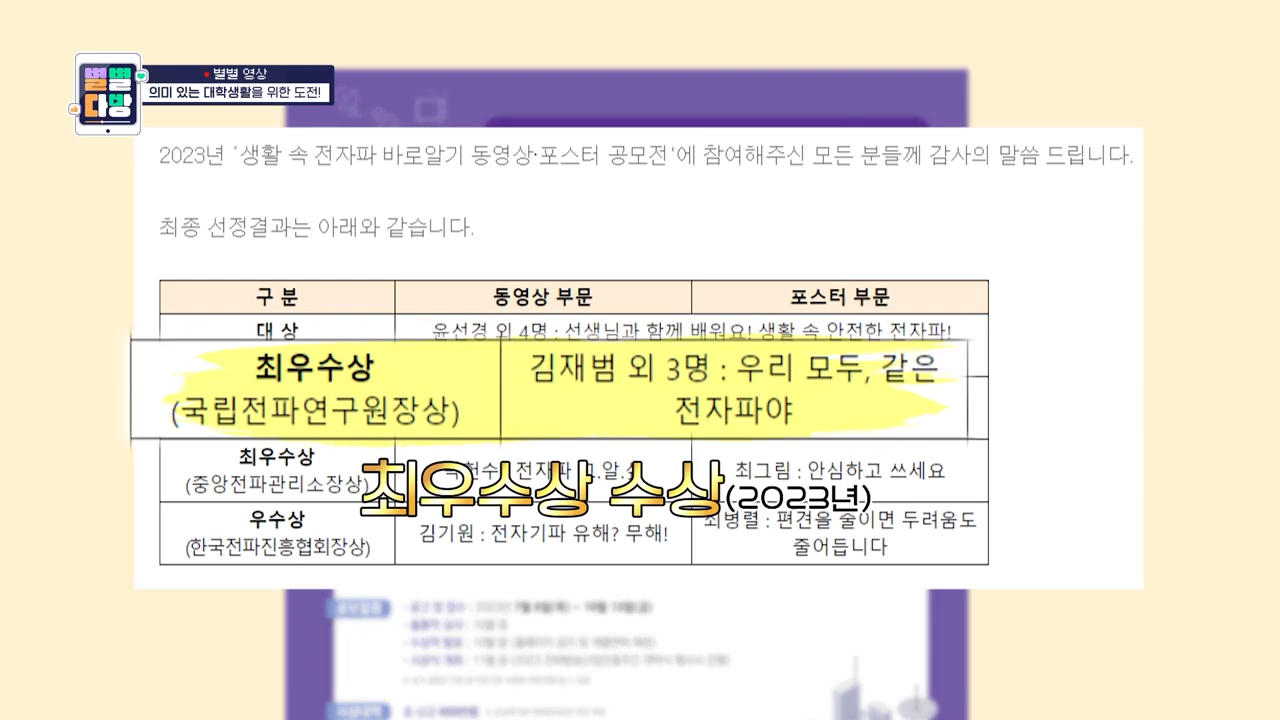 별별다방
별별 영상
의미 있는 대학생활을 위한 도전!
2023년 '생활 속 전자파 바로알기 동영상·포스터 공모전'에 참여해주신 모든 분들께 감사의 말씀 드립니다.
최종 선정결과는 아래와 같습니다.
구 분 동영상 부문 포스터 부문
대 상 윤선경 외 4명 : 선생님과 함께 배워요! 생활 속 안전한 전자파!
최우수상 김재범 외 3명 : 우리 모두, 같은
(국립전파연구원장상) 전자파야
최우수상
(중앙전파관리소장상) 최그림 : 안심하고 쓰세요
최우수상 수상(2023년)
우수상
(한국전파진흥협회장상) 김기원 : 전자기파 유해? 무해!
최병렬 : 편견을 줄이면 두려움도
줄어듭니다